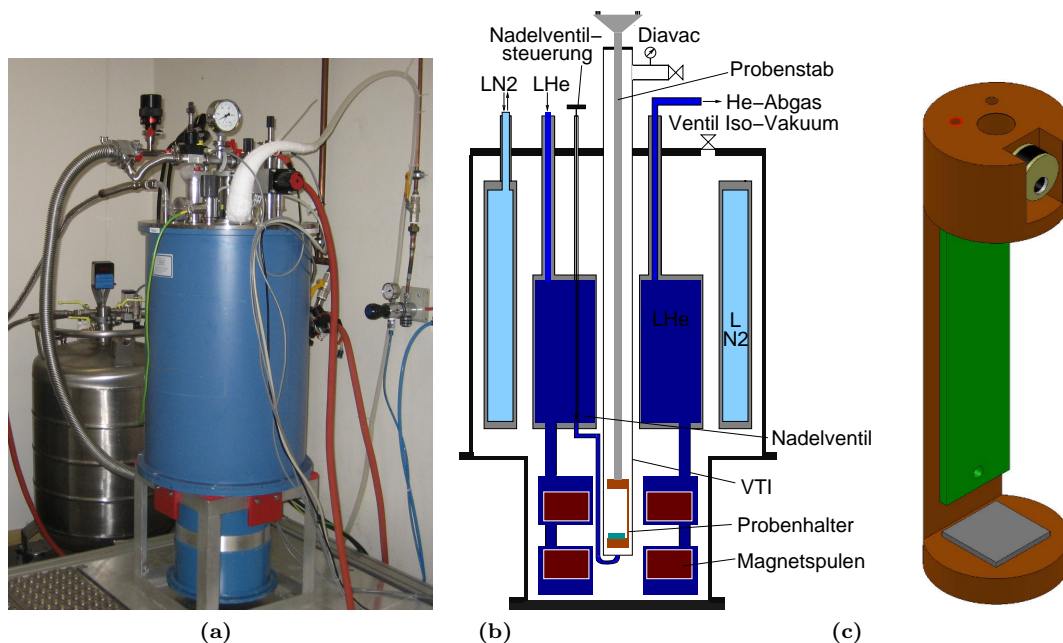 Nadelventil-
steuerung
Diavac
LN2
LHe
Probenstab
He-Abgas
Ventil Iso-Vakuum
LHe
L
N2
Nadelventil
VTI
Probenhalter
Magnetspulen
(a)
(b)
(c)